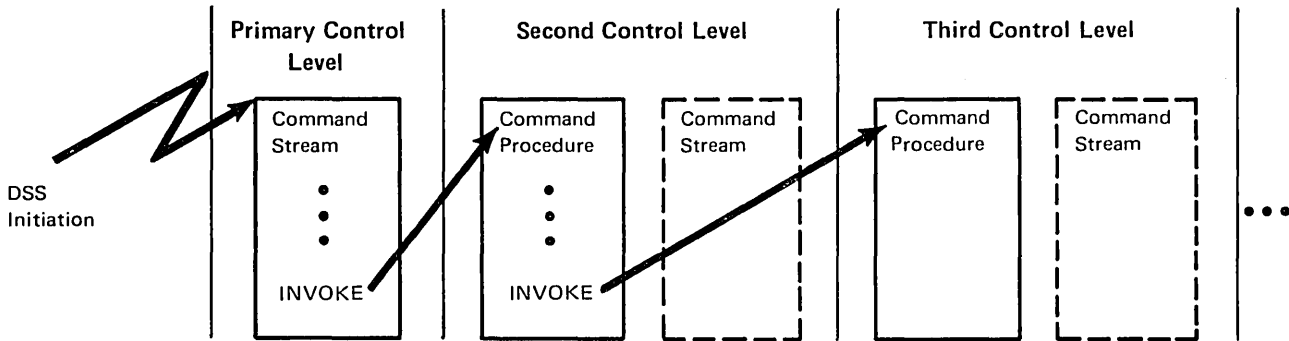 Primary Control
Level
Second Control Level
Third Control Level
Command
Stream
INVOKE
Command
Procedure
INVOKE
Command
Stream
Command
Procedure
Command
Stream
DSS
Initiation